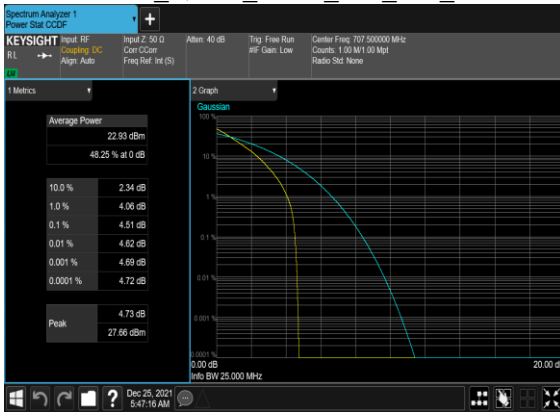 Spectrum Analyzer 1
Power Stat CCDF
+
KEYSIGHT
RL
LXI
Input: RF
Coupling: DC
Align: Auto
Input Z: 50 Ω
Corr CCorr
Freq Ref: Int (S)
Atten: 40 dB
Trig: Free Run
#IF Gain: Low
Center Freq: 707.500000 MHz
Counts: 1.00 M/1.00 Mpt
Radio Std: None
1 Metrics
Average Power
22.93 dBm
48.25 % at 0 dB
10.0 % 2.34 dB
1.0 % 4.06 dB
0.1 % 4.51 dB
0.01 % 4.62 dB
0.001 % 4.69 dB
0.0001 % 4.72 dB
Peak
4.73 dB
27.66 dBm
2 Graph
Gaussian
100 %
10 %
1 %
0.1 %
0.01 %
0.001 %
0.0001 %
0.00 dB
20.00 d
Info BW 25.000 MHz
?
Dec 25, 2021
5:47:16 AM